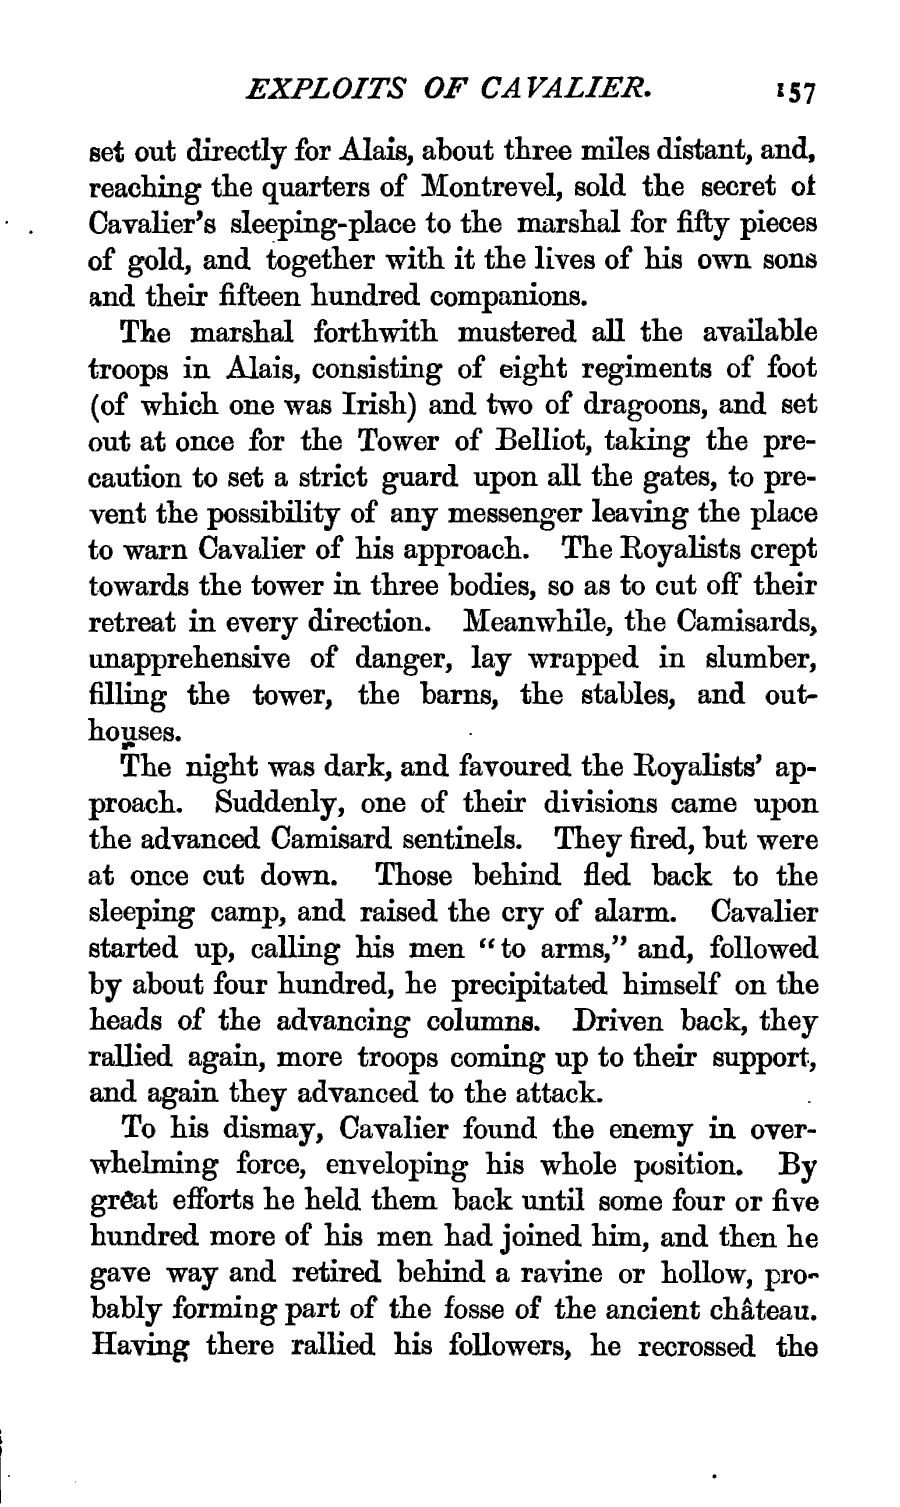 EXPLOITS OF CAVALIER. 157
set out directly for Alais, about three miles distant, and,
reaching the quarters of Montrevel, sold the secret of
Cavalier's sleeping-place to the marshal for fifty pieces
of gold, and together with it the lives of his own sons
and their fifteen hundred companions.
The marshal forthwith mustered all the available
troops in Alais, consisting of eight regiments of foot
(of which one was Irish) and two of dragoons, and set
out at once for the Tower of Belliot, taking the pre-
caution to set a strict guard upon all the gates, to pre-
vent the possibility of any messenger leaving the place
to warn Cavalier of his approach. The Royalists crept
towards the tower in three bodies, so as to cut off their
retreat in every direction. Meanwhile, the Camisards,
unapprehensive of danger, lay wrapped in slumber,
filling the tower, the barns, the stables, and out-
houses.
The night was dark, and favoured the Royalists' ap-
proach. Suddenly, one of their divisions came upon
the advanced Camisard sentinels. They fired, but were
at once cut down. Those behind fled back to the
sleeping camp, and raised the cry of alarm. Cavalier
started up, calling his men "to arms," and, followed
by about four hundred, he precipitated himself on the
heads of the advancing columns. Driven back, they
rallied again, more troops coming up to their support,
and again they advanced to the attack.
To his dismay, Cavalier found the enemy in over-
whelming force, enveloping his whole position. By
great efforts he held them back until some four or five
hundred more of his men had joined him, and then he
gave way and retired behind a ravine or hollow, pro-
bably forming part of the fosse of the ancient château.
Having there rallied his followers, he recrossed the